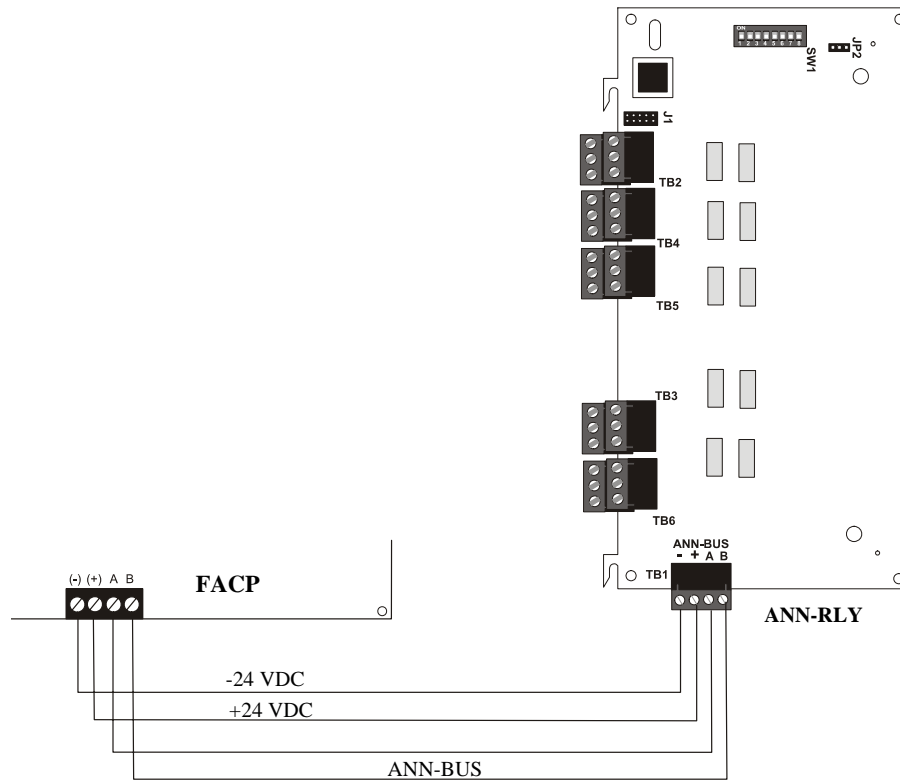 ON
1 2 3 4 5 6 7 8
SW1
JP2
J1
TB2
TB4
TB5
TB3
TB6
ANN-BUS
- + A B
TB1
ANN-RLY
(-) (+) A B
FACP
-24 VDC
+24 VDC
ANN-BUS